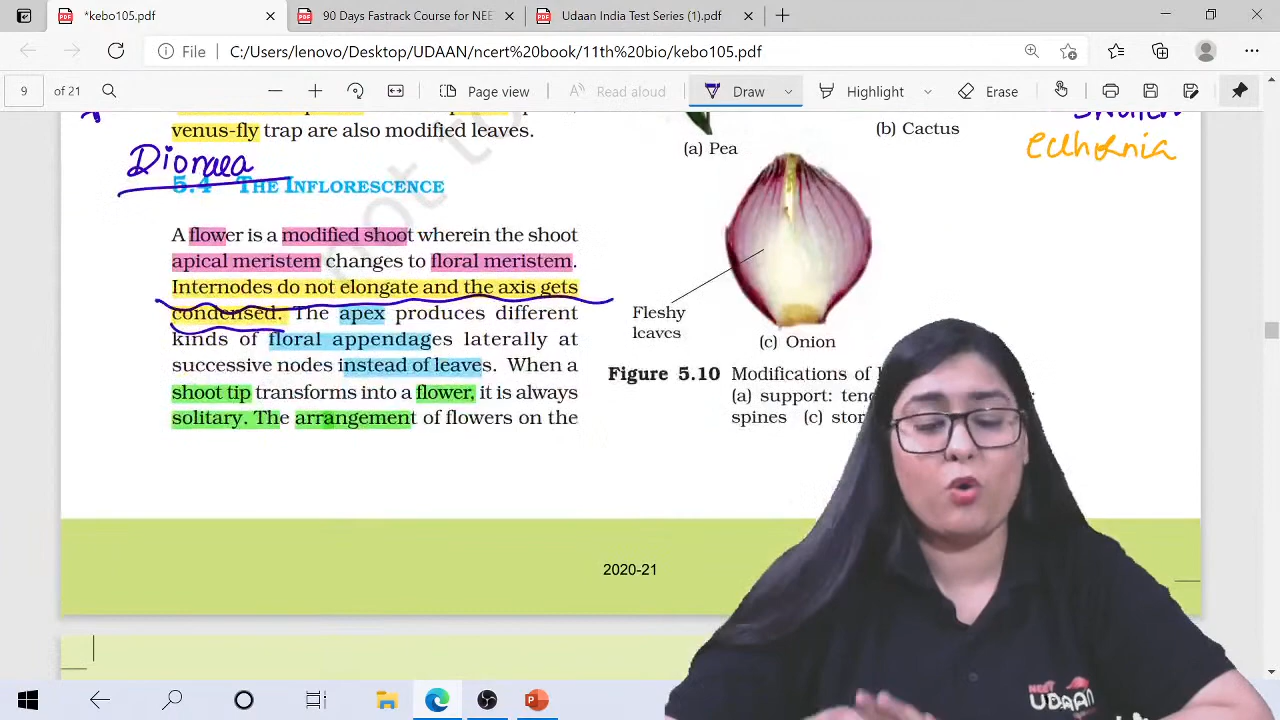 *kebo105.pdf
90 Days Fastrack Course for NEE
Udaan India Test Series (1).pdf
File
C:/Users/lenovo/Desktop/UDAAN/ncert%20book/11th%20bio/kebo105.pdf
9 of 21
Page view
Read aloud
Draw
Highlight
Erase
venus-fly trap are also modified leaves.
Dionaea
5.4 THE INFLORESCENCE
A flower is a modified shoot wherein the shoot
apical meristem changes to floral meristem.
Internodes do not elongate and the axis gets
condensed. The apex produces different
kinds of floral appendages laterally at
successive nodes instead of leaves. When a
shoot tip transforms into a flower, it is always
solitary. The arrangement of flowers on the
not to
(a) Pea
(b) Cactus
Fleshy
leaves
(c) Onion
Figure 5.10 Modifications of
(a) support:
spines (c)
2020-21
NEET
UDAAN